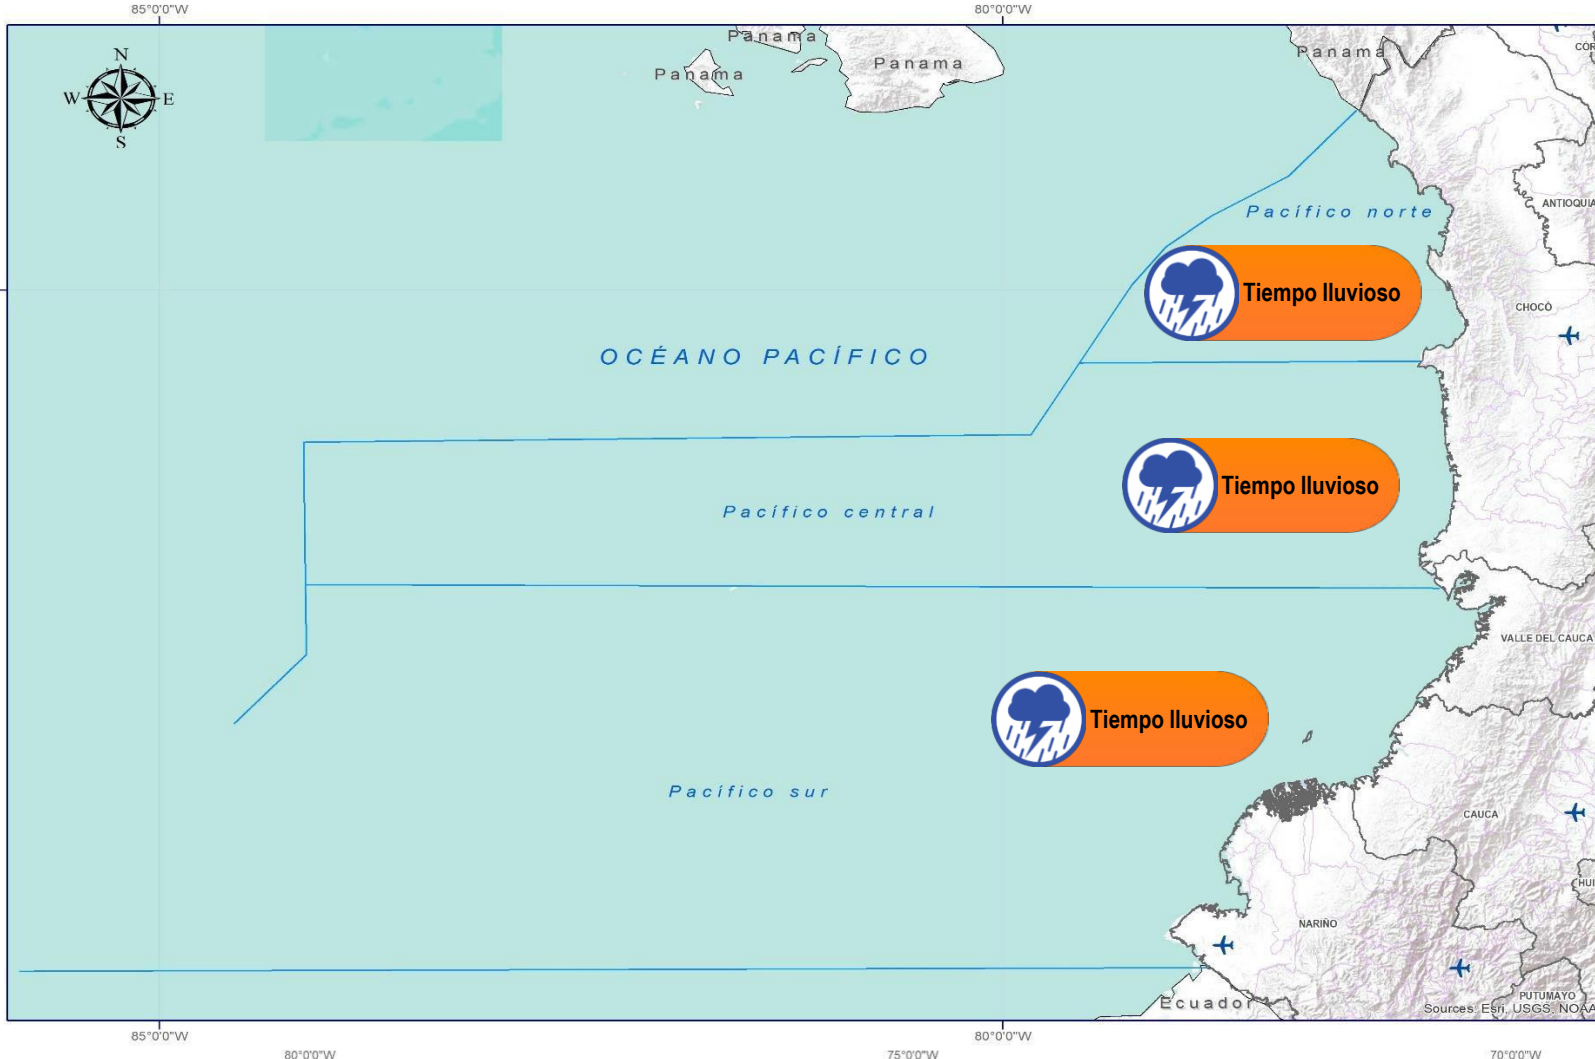 85°0'0"W 80°0'0"W
Panama
Panama
Panama
Panama
N
W E
S
ANTIOQUIA
Pacífico norte
Tiempo lluvioso
CHOCÓ
OCÉANO PACÍFICO
Tiempo lluvioso
Pacífico central
VALLE DEL CAUCA
Tiempo lluvioso
Pacífico sur
CAUCA
HUI
NARIÑO
PUTUMAYO
Ecuador
Sources: Esri, USGS, NOAA
85°0'0"W 80°0'0"W
80°0'0"W 75°0'0"W 70°0'0"W